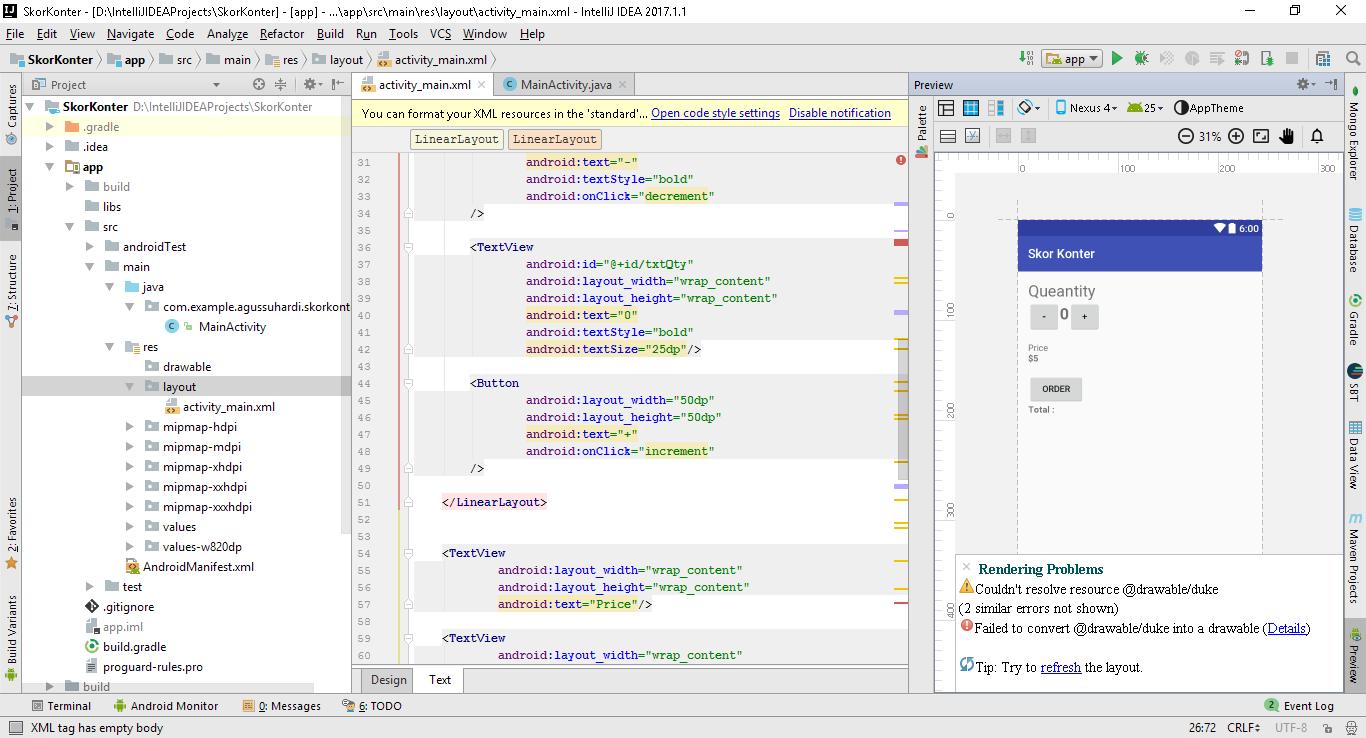 SkorKonter - [D:\IntelliJIDEAProjects\SkorKonter] - [app] - ...\app\src\main\res\layout\activity_main.xml - IntelliJ IDEA 2017.1.1
File Edit View Navigate Code Analyze Refactor Build Run Tools VCS Window Help
SkorKonter app src main res layout activity_main.xml
app
Captures
1: Project
7: Structure
2: Favorites
Build Variants
Project
SkorKonter D:\IntelliJIDEAProjects\SkorKonter
.gradle
.idea
app
build
libs
src
androidTest
main
java
com.example.agussuhardi.skorkont
MainActivity
res
drawable
layout
activity_main.xml
mipmap-hdpi
mipmap-mdpi
mipmap-xhdpi
mipmap-xxhdpi
mipmap-xxxhdpi
values
values-w820dp
AndroidManifest.xml
test
.gitignore
app.iml
build.gradle
proguard-rules.pro
build
activity_main.xml MainActivity.java
You can format your XML resources in the 'standard'... Open code style settings Disable notification
LinearLayout LinearLayout
31 android:text="-"
32 android:textStyle="bold"
33 android:onClick="decrement"
34 />
35
36 <TextView
37 android:id="@+id/txtQty"
38 android:layout_width="wrap_content"
39 android:layout_height="wrap_content"
40 android:text="0"
41 android:textStyle="bold"
42 android:textSize="25dp"/>
43
44 <Button
45 android:layout_width="50dp"
46 android:layout_height="50dp"
47 android:text="+"
48 android:onClick="increment"
49 />
50
51 </LinearLayout>
52
53
54 <TextView
55 android:layout_width="wrap_content"
56 android:layout_height="wrap_content"
57 android:text="Price"/>
58
59 <TextView
60 android:layout_width="wrap_content"
Design Text
Preview
Palette
Nexus 4 25 AppTheme
31%
0 100 200 300
0
100
200
300
400
6:00
Skor Konter
Queantity
- 0 +
Price
$5
ORDER
Total :
Rendering Problems
Couldn't resolve resource @drawable/duke
(2 similar errors not shown)
Failed to convert @drawable/duke into a drawable (Details)
Tip: Try to refresh the layout.
Mongo Explorer
Database
Gradle
SBT
Data View
Maven Projects
Preview
Terminal Android Monitor 0: Messages 6: TODO 2 Event Log
XML tag has empty body 26:72 CRLF UTF-8